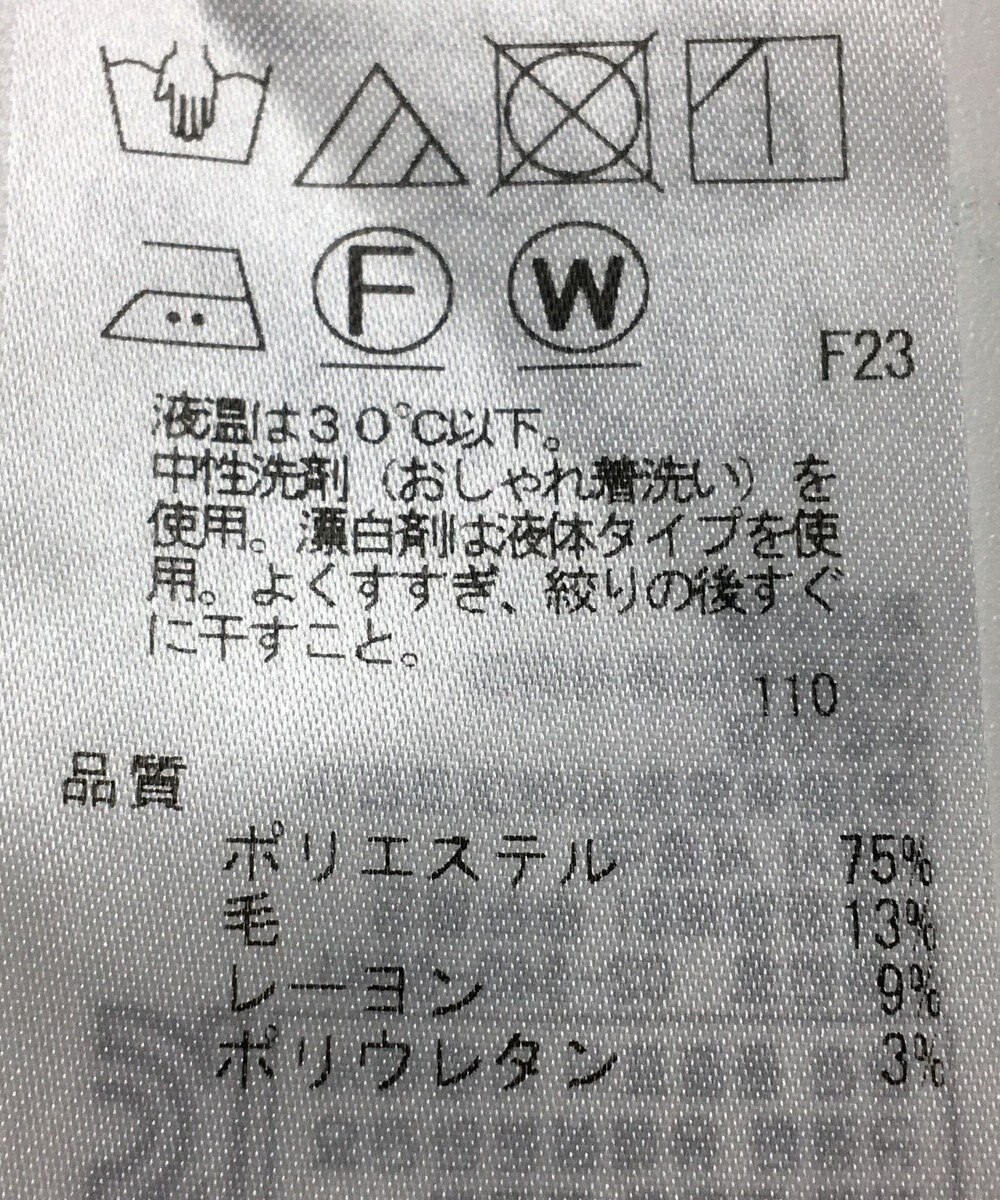 F W
F23
液温は30℃以下。
中性洗剤（おしゃれ着洗い）を
使用。漂白剤は液体タイプを使
用。よくすすぎ、絞りの後すぐ
に干すこと。
110
品質
ポリエステル 75%
毛 13%
レーヨン 9%
ポリウレタン 3%